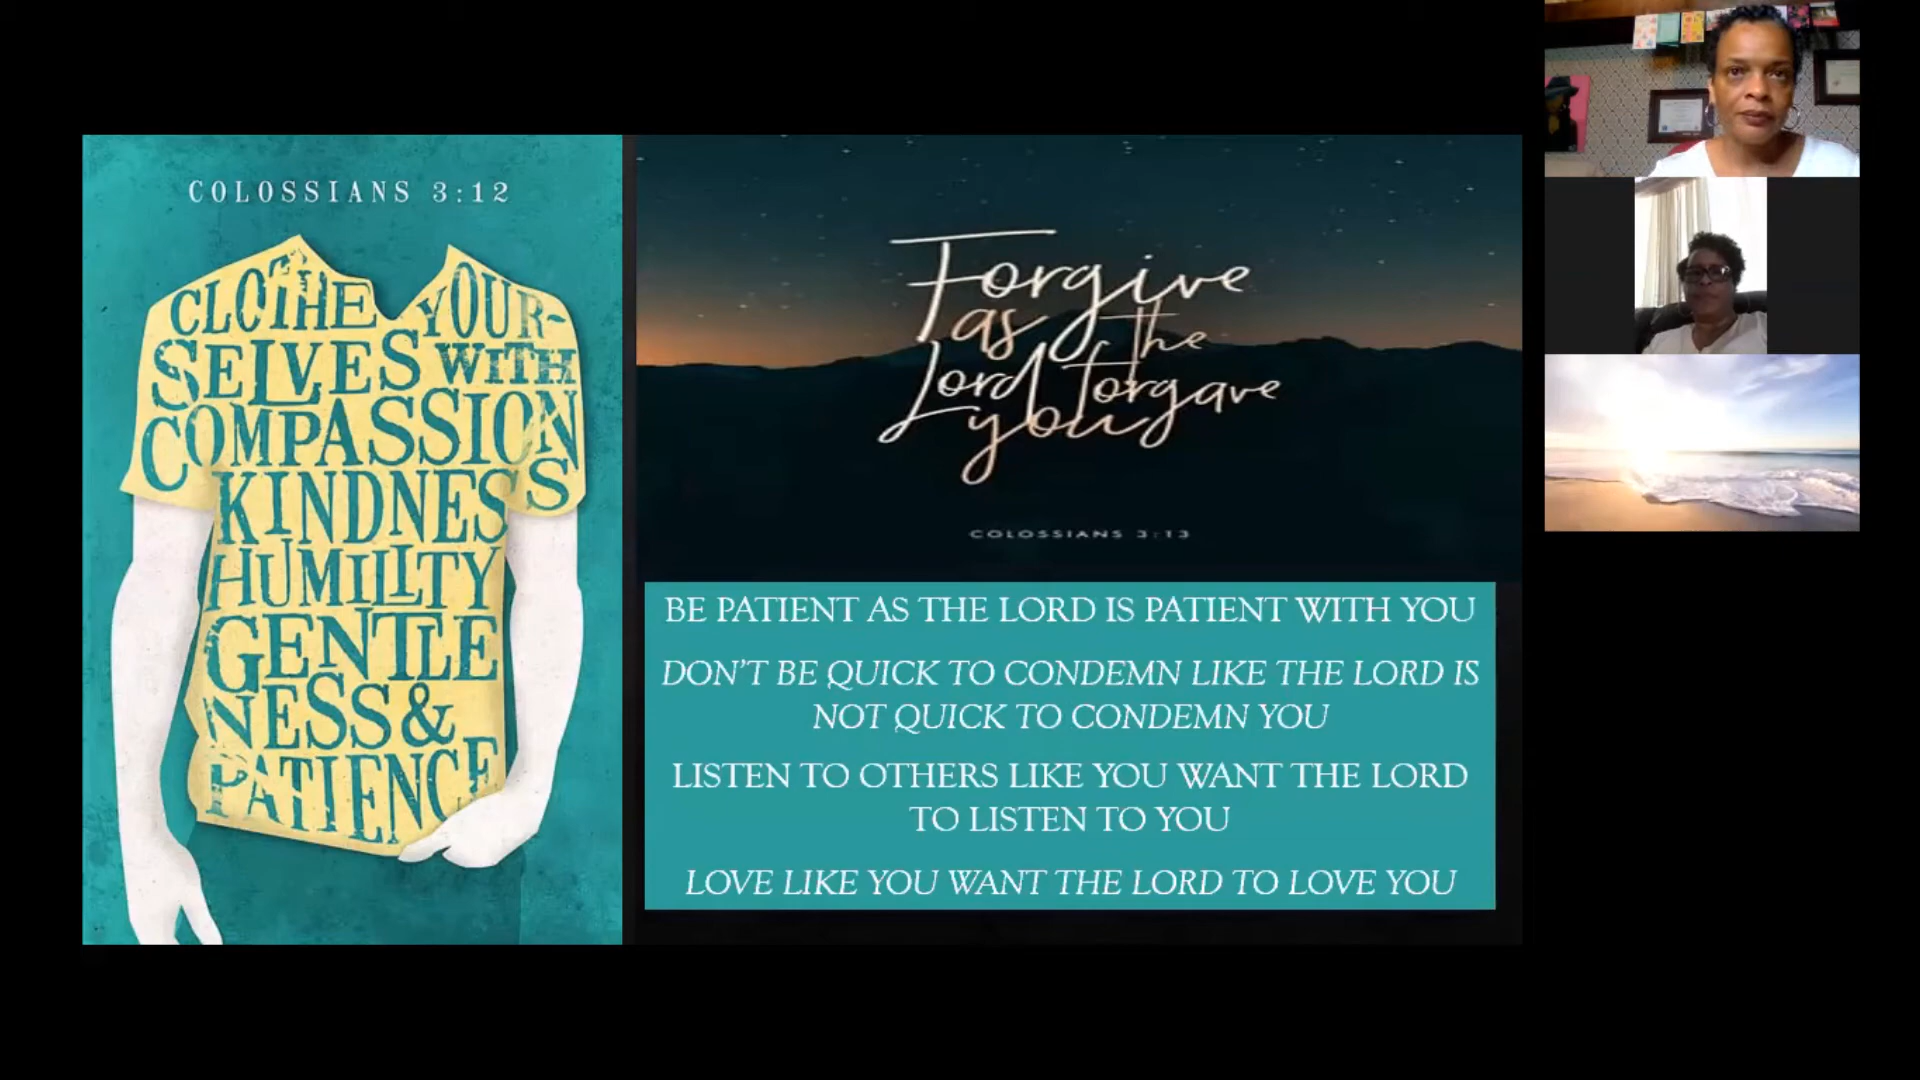 COLOSSIANS 3:12
CLOTHE YOUR-
SELVES WITH
COMPASSION
KINDNESS
HUMILITY
GENTLE
NESS &
PATIENCE
Forgive
as the
Lord forgave
you
COLOSSIANS 3:13
BE PATIENT AS THE LORD IS PATIENT WITH YOU
DON'T BE QUICK TO CONDEMN LIKE THE LORD IS
NOT QUICK TO CONDEMN YOU
LISTEN TO OTHERS LIKE YOU WANT THE LORD
TO LISTEN TO YOU
LOVE LIKE YOU WANT THE LORD TO LOVE YOU